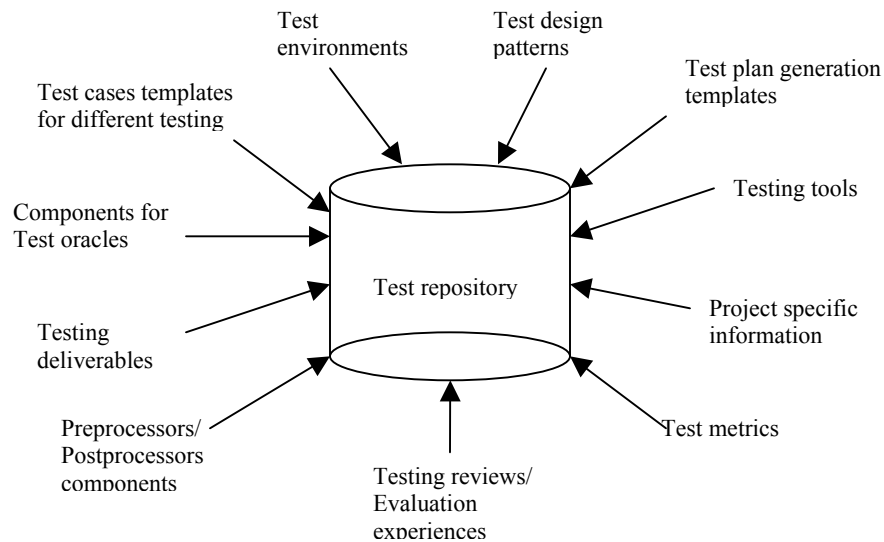 Test
environments
Test design
patterns
Test plan generation
templates
Test cases templates
for different testing
Testing tools
Components for
Test oracles
Test repository
Project specific
information
Testing
deliverables
Test metrics
Preprocessors/
Postprocessors
components
Testing reviews/
Evaluation
experiences